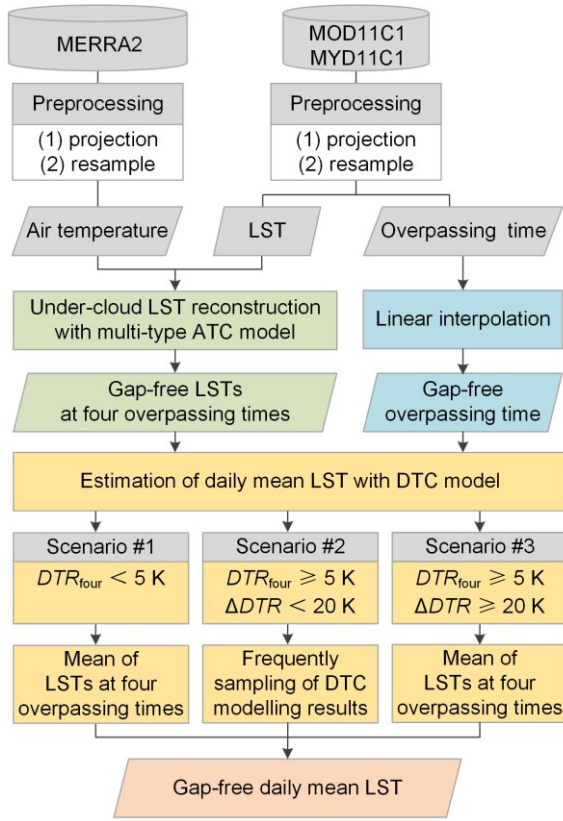 MERRA2
MOD11C1
MYD11C1
Preprocessing
(1) projection
(2) resample
Preprocessing
(1) projection
(2) resample
Air temperature
LST
Overpassing time
Under-cloud LST reconstruction
with multi-type ATC model
Linear interpolation
Gap-free LSTs
at four overpassing times
Gap-free
overpassing time
Estimation of daily mean LST with DTC model
Scenario #1
DTRfour < 5 K
Scenario #2
DTRfour ≥ 5 K
ΔDTR < 20 K
Scenario #3
DTRfour ≥ 5 K
ΔDTR ≥ 20 K
Mean of
LSTs at four
overpassing times
Frequently
sampling of DTC
modelling results
Mean of
LSTs at four
overpassing times
Gap-free daily mean LST